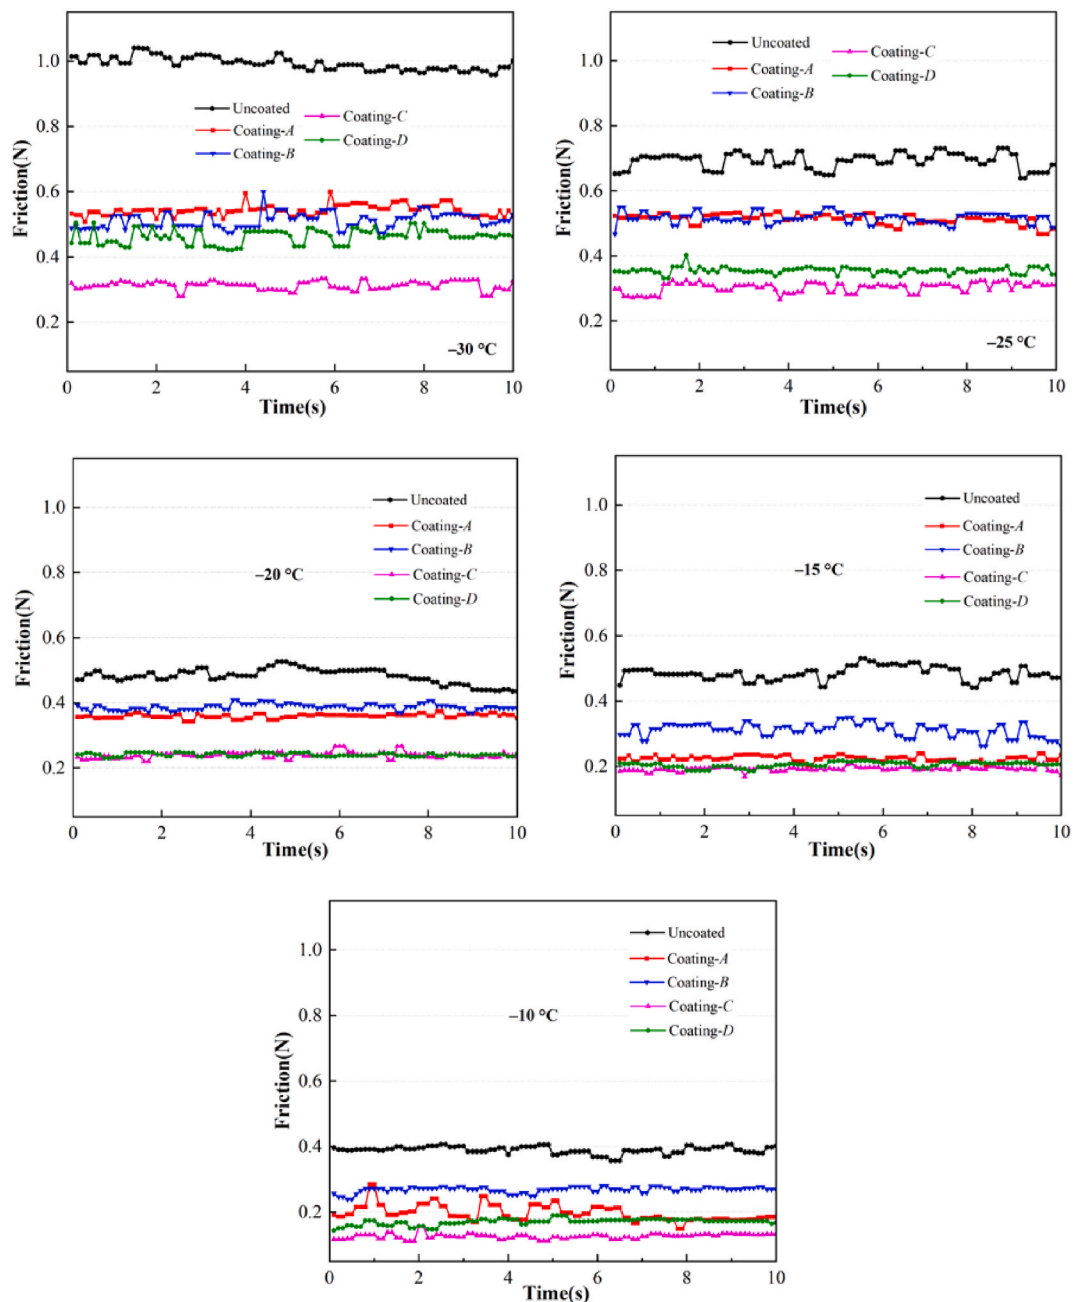 Friction(N)
1.0
0.8
0.6
0.4
0.2
Uncoated
Coating-A
Coating-B
Coating-C
Coating-D
–30 °C
0 2 4 6 8 10
Time(s)
Friction(N)
1.0
0.8
0.6
0.4
0.2
Uncoated
Coating-A
Coating-B
Coating-C
Coating-D
–25 °C
0 2 4 6 8 10
Time(s)
Friction(N)
1.0
0.8
0.6
0.4
0.2
Uncoated
Coating-A
Coating-B
Coating-C
Coating-D
–20 °C
0 2 4 6 8 10
Time(s)
Friction(N)
1.0
0.8
0.6
0.4
0.2
Uncoated
Coating-A
Coating-B
Coating-C
Coating-D
–15 °C
0 2 4 6 8 10
Time(s)
Friction(N)
1.0
0.8
0.6
0.4
0.2
Uncoated
Coating-A
Coating-B
Coating-C
Coating-D
–10 °C
0 2 4 6 8 10
Time(s)